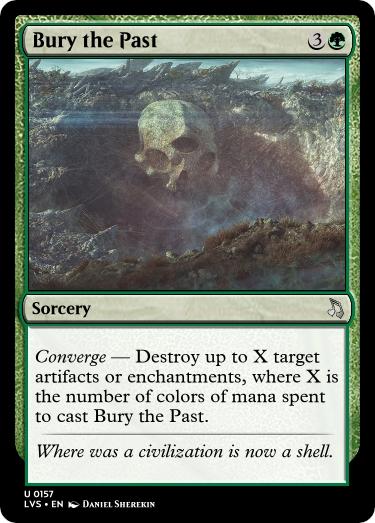 Bury the Past 3
Sorcery
Converge — Destroy up to X target
artifacts or enchantments, where X is
the number of colors of mana spent
to cast Bury the Past.
Where was a civilization is now a shell.
U 0157
LVS • EN Daniel Sherekin